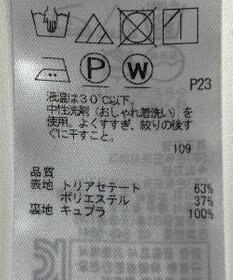 P
W
P23
液温は30℃以下、
中性洗剤（おしゃれ着洗い）を
使用。よくすすぎ、絞りの後す
ぐに干すこと。
109
品質
表地 トリアセテート 63%
ポリエステル 37%
裏地 キュプラ 100%